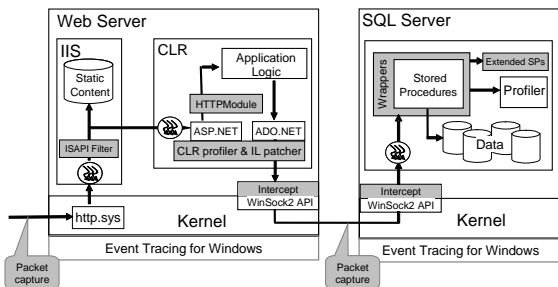 Web Server
IIS
Static
Content
ISAPI Filter
http.sys
CLR
Application
Logic
HTTPModule
ASP.NET
ADO.NET
CLR profiler & IL patcher
Intercept
WinSock2 API
Kernel
Event Tracing for Windows
Packet
capture
SQL Server
Wrappers
Stored
Procedures
Extended SPs
Profiler
Data
Intercept
WinSock2 API
Kernel
Event Tracing for Windows
Packet
capture